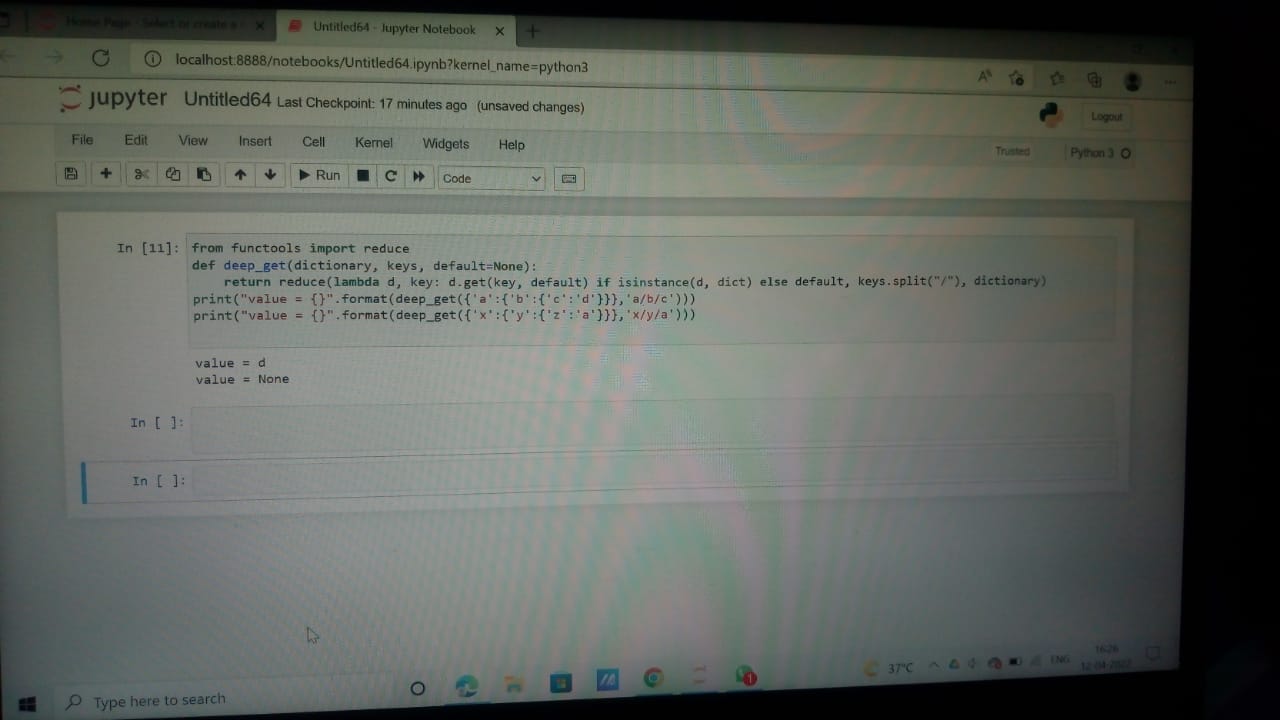 Home Page - Select or create a
Untitled64 - Jupyter Notebook
localhost:8888/notebooks/Untitled64.ipynb?kernel_name=python3
jupyter Untitled64 Last Checkpoint: 17 minutes ago (unsaved changes)
Logout
File Edit View Insert Cell Kernel Widgets Help
Trusted Python 3
Run Code
In [11]: from functools import reduce
def deep_get(dictionary, keys, default=None):
    return reduce(lambda d, key: d.get(key, default) if isinstance(d, dict) else default, keys.split("/"), dictionary)
print("value = {}".format(deep_get({'a':{'b':{'c':'d'}}},'a/b/c')))
print("value = {}".format(deep_get({'x':{'y':{'z':'a'}}},'x/y/a')))
value = d
value = None
In [ ]:
In [ ]:
Type here to search
1
37°C
ENG
16:26
12-04-2022